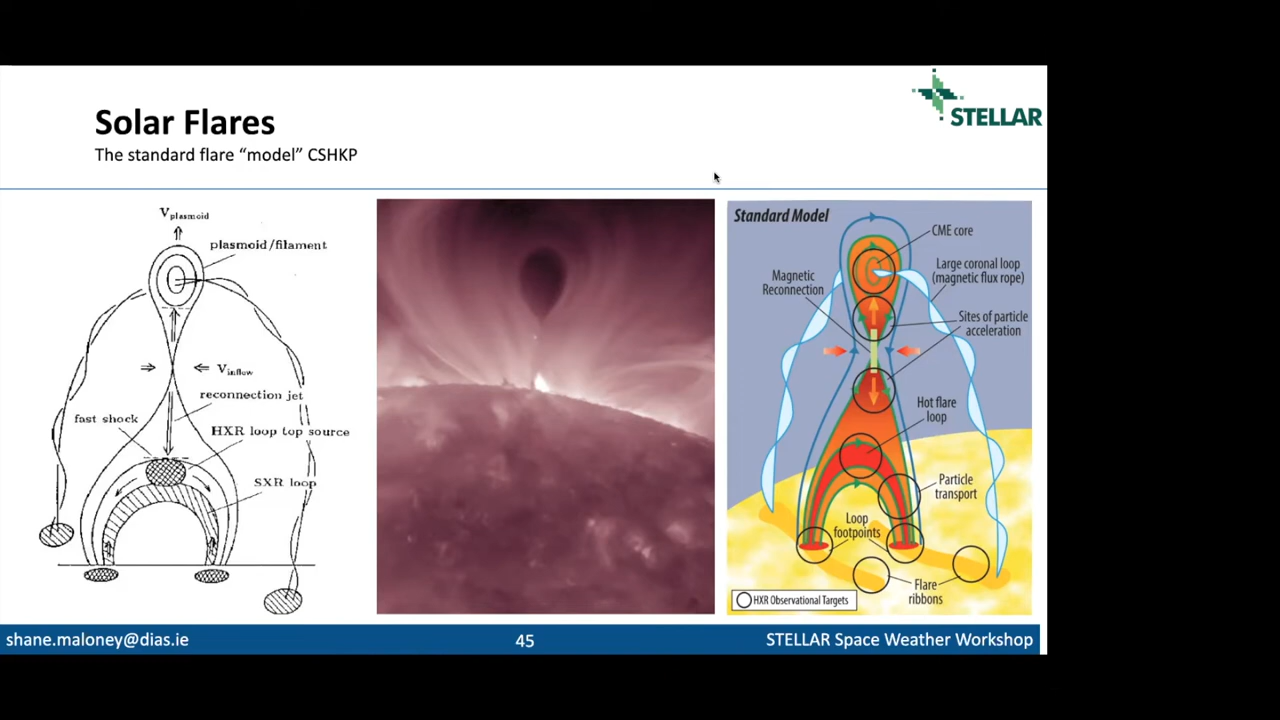 STELLAR
Solar Flares
The standard flare “model” CSHKP
Vplasmoid
plasmoid/filament
Vinflow
reconnection jet
fast shock
HXR loop top source
SXR loop
Standard Model
CME core
Large coronal loop
(magnetic flux rope)
Magnetic
Reconnection
Sites of particle
acceleration
Hot flare
loop
Particle
transport
Loop
footpoints
Flare
ribbons
HXR Observational Targets
shane.maloney@dias.ie
45
STELLAR Space Weather Workshop